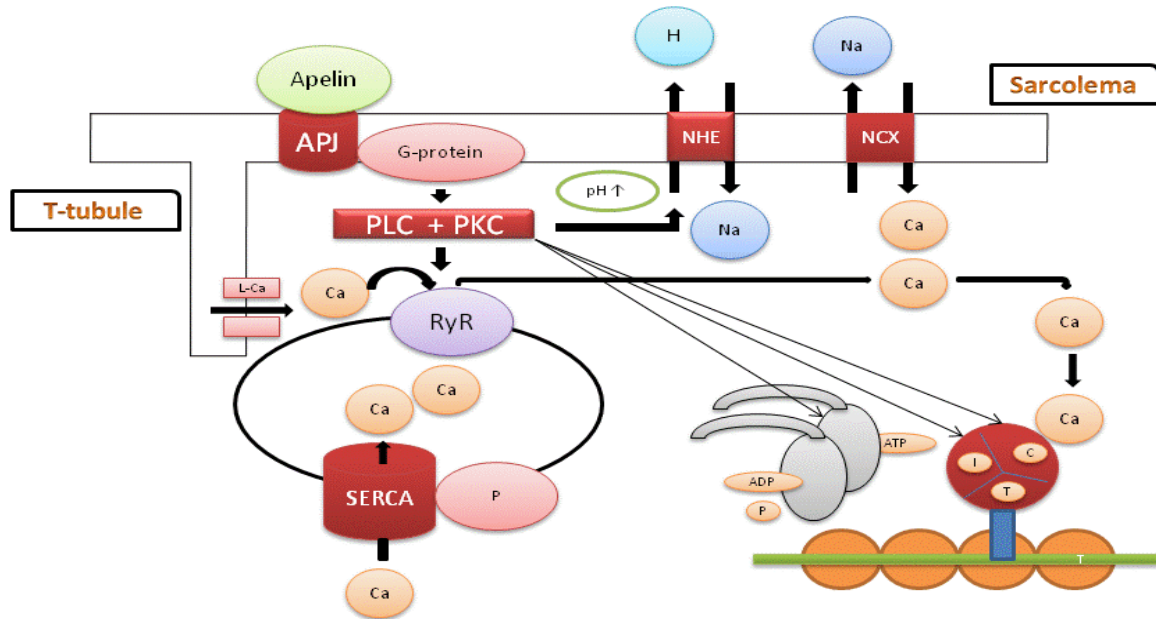 H
Na
Apelin
Sarcolema
APJ
G-protein
NHE
NCX
pH ↑
T-tubule
PLC + PKC
Na
Ca
L-Ca
Ca
Ca
RyR
Ca
Ca
Ca
Ca
ATP
I
C
SERCA
P
ADP
T
P
T
Ca